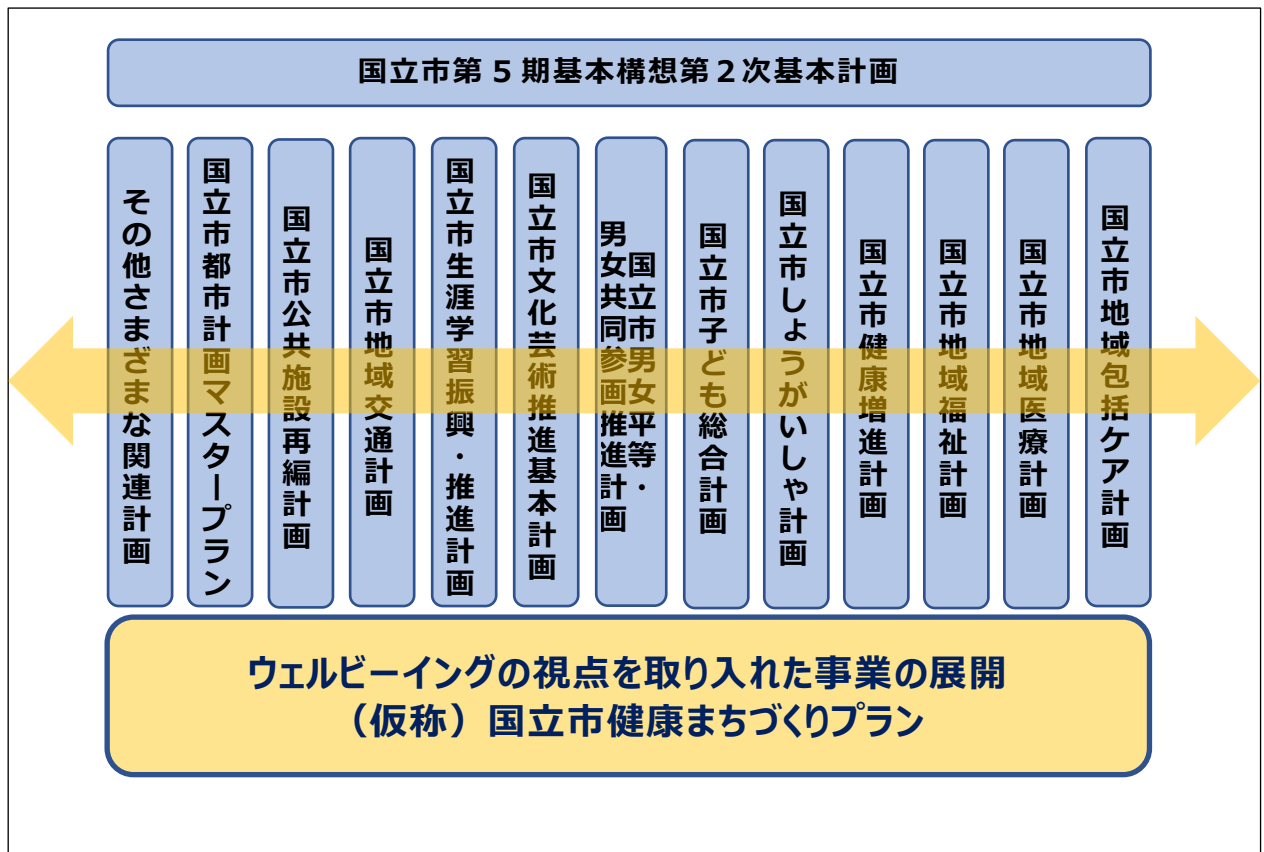 国立市第5期基本構想第2次基本計画
その他さまざまな関連計画
国立市都市計画マスタープラン
国立市公共施設再編計画
国立市地域交通計画
国立市生涯学習振興・推進計画
国立市文化芸術推進基本計画
国立市男女平等・
男女共同参画推進計画
国立市子ども総合計画
国立市しょうがいしゃ計画
国立市健康増進計画
国立市地域福祉計画
国立市地域医療計画
国立市地域包括ケア計画
ウェルビーイングの視点を取り入れた事業の展開
（仮称）国立市健康まちづくりプラン